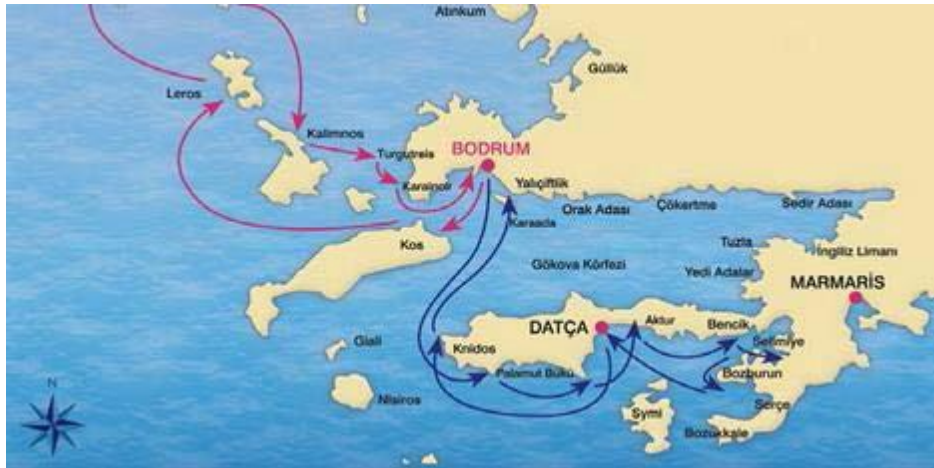 Atınkum
Güllük
Leros
Kalimnos
Turgutreis
BODRUM
Karaincir
Yalıçiftlik
Orak Adası
Çökertme
Sedir Adası
Karaada
Kos
Tuzla
İngiliz Limanı
Gökova Körfezi
Yedi Adalar
MARMARİS
Giali
Knidos
DATÇA
Aktur
Bencik
Selimiye
Palamut Bükü
Bozburun
N
Nisiros
Symi
Serçe
Bozukkale